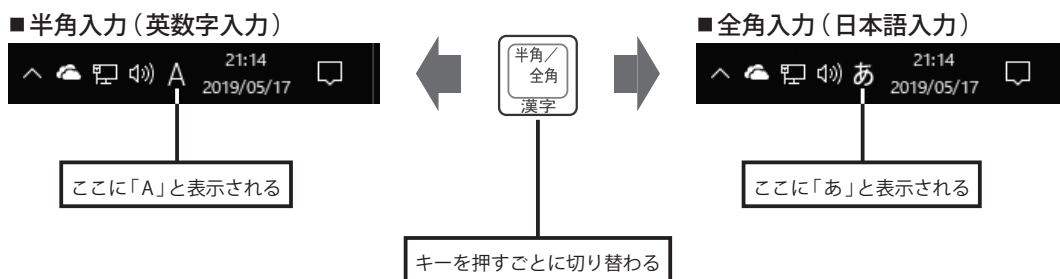 ■半角入力（英数字入力）
A
21:14
2019/05/17
ここに「A」と表示される
半角／
全角
漢字
キーを押すごとに切り替わる
■全角入力（日本語入力）
あ
21:14
2019/05/17
ここに「あ」と表示される